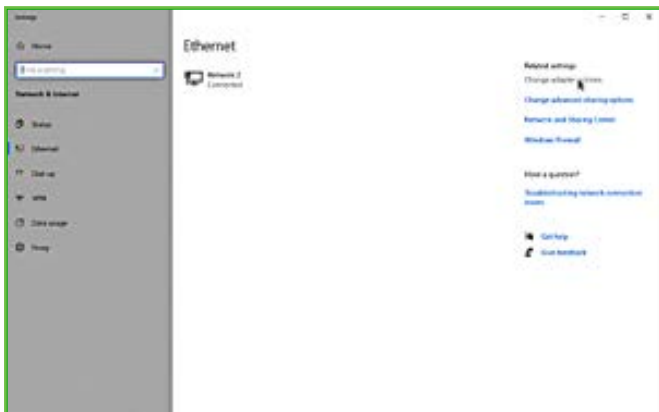 Settings
Home
Find a setting
Network & Internet
Status
Ethernet
Dial-up
VPN
Data usage
Proxy
Ethernet
Network 2
Connected
Related settings
Change adapter options
Change advanced sharing options
Network and Sharing Center
Windows Firewall
Have a question?
Troubleshooting network connection
issues
Get help
Give feedback